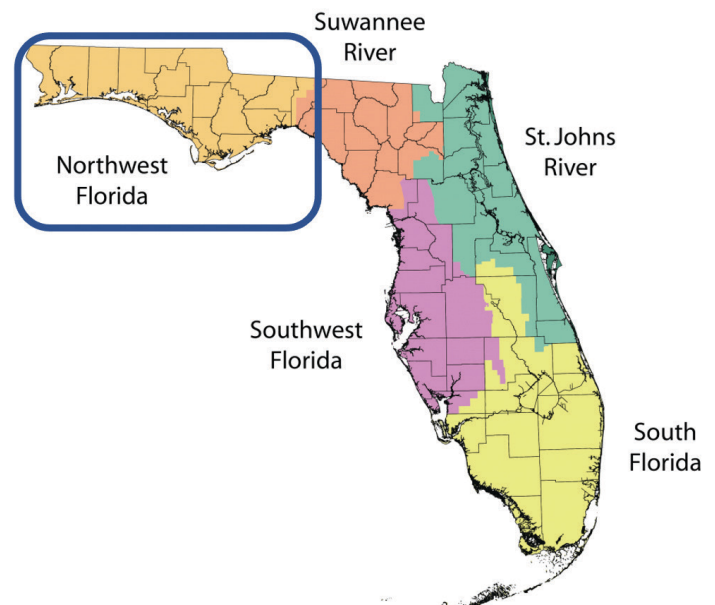 Suwannee
River
Northwest
Florida
St. Johns
River
Southwest
Florida
South
Florida